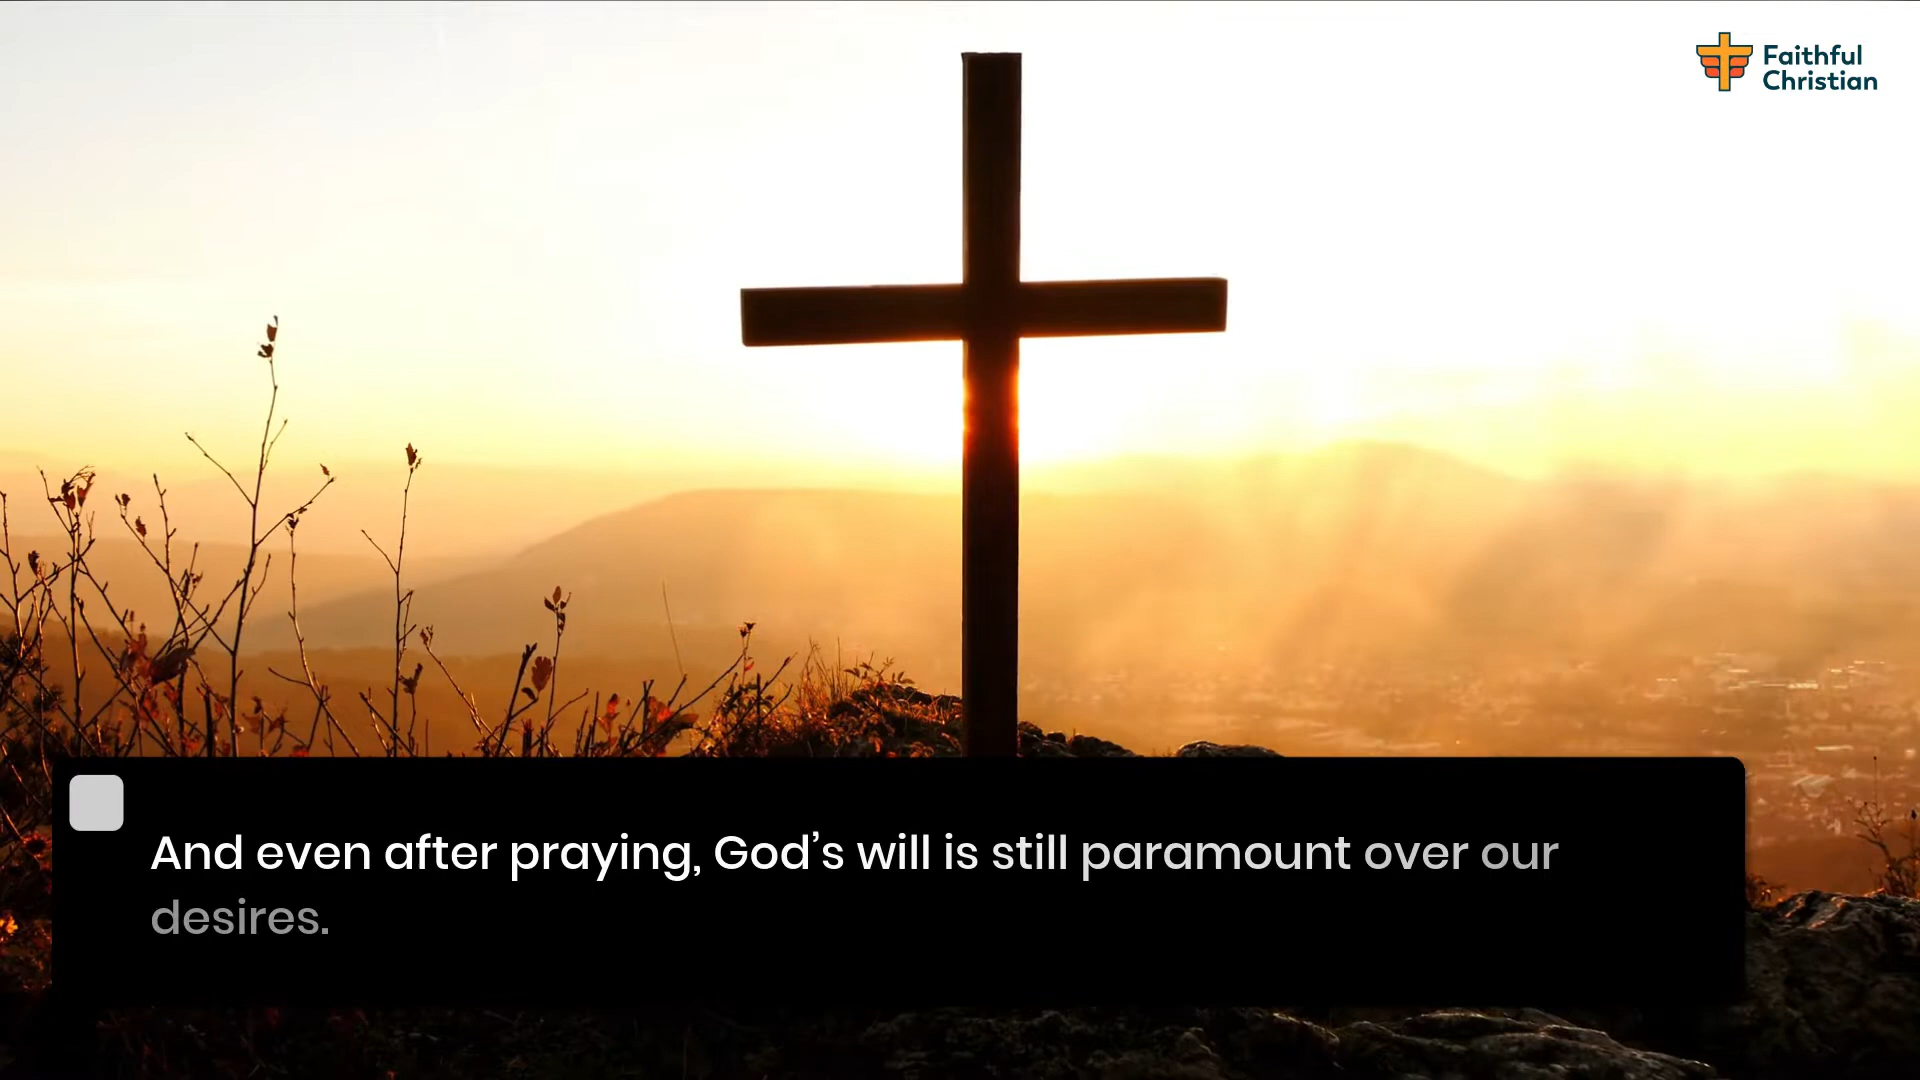 Faithful
Christian
And even after praying, God’s will is still paramount over our
desires.